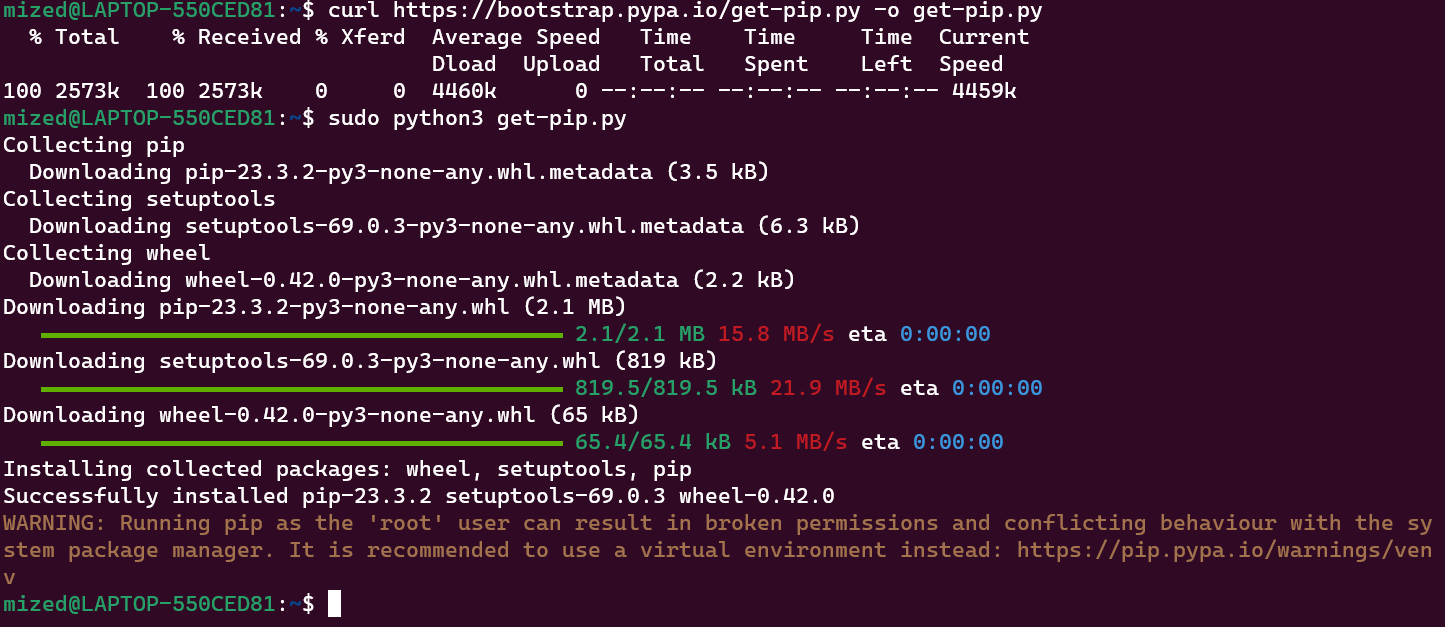 mized@LAPTOP-550CED81:~$ curl https://bootstrap.pypa.io/get-pip.py -o get-pip.py
  % Total    % Received % Xferd  Average Speed   Time    Time     Time  Current
                                 Dload  Upload   Total   Spent    Left  Speed
100 2573k  100 2573k    0     0  4460k      0 --:--:-- --:--:-- --:--:-- 4459k
mized@LAPTOP-550CED81:~$ sudo python3 get-pip.py
Collecting pip
  Downloading pip-23.3.2-py3-none-any.whl.metadata (3.5 kB)
Collecting setuptools
  Downloading setuptools-69.0.3-py3-none-any.whl.metadata (6.3 kB)
Collecting wheel
  Downloading wheel-0.42.0-py3-none-any.whl.metadata (2.2 kB)
Downloading pip-23.3.2-py3-none-any.whl (2.1 MB)
2.1/2.1 MB 15.8 MB/s eta 0:00:00
Downloading setuptools-69.0.3-py3-none-any.whl (819 kB)
819.5/819.5 kB 21.9 MB/s eta 0:00:00
Downloading wheel-0.42.0-py3-none-any.whl (65 kB)
65.4/65.4 kB 5.1 MB/s eta 0:00:00
Installing collected packages: wheel, setuptools, pip
Successfully installed pip-23.3.2 setuptools-69.0.3 wheel-0.42.0
WARNING: Running pip as the 'root' user can result in broken permissions and conflicting behaviour with the sy
stem package manager. It is recommended to use a virtual environment instead: https://pip.pypa.io/warnings/ven
v
mized@LAPTOP-550CED81:~$